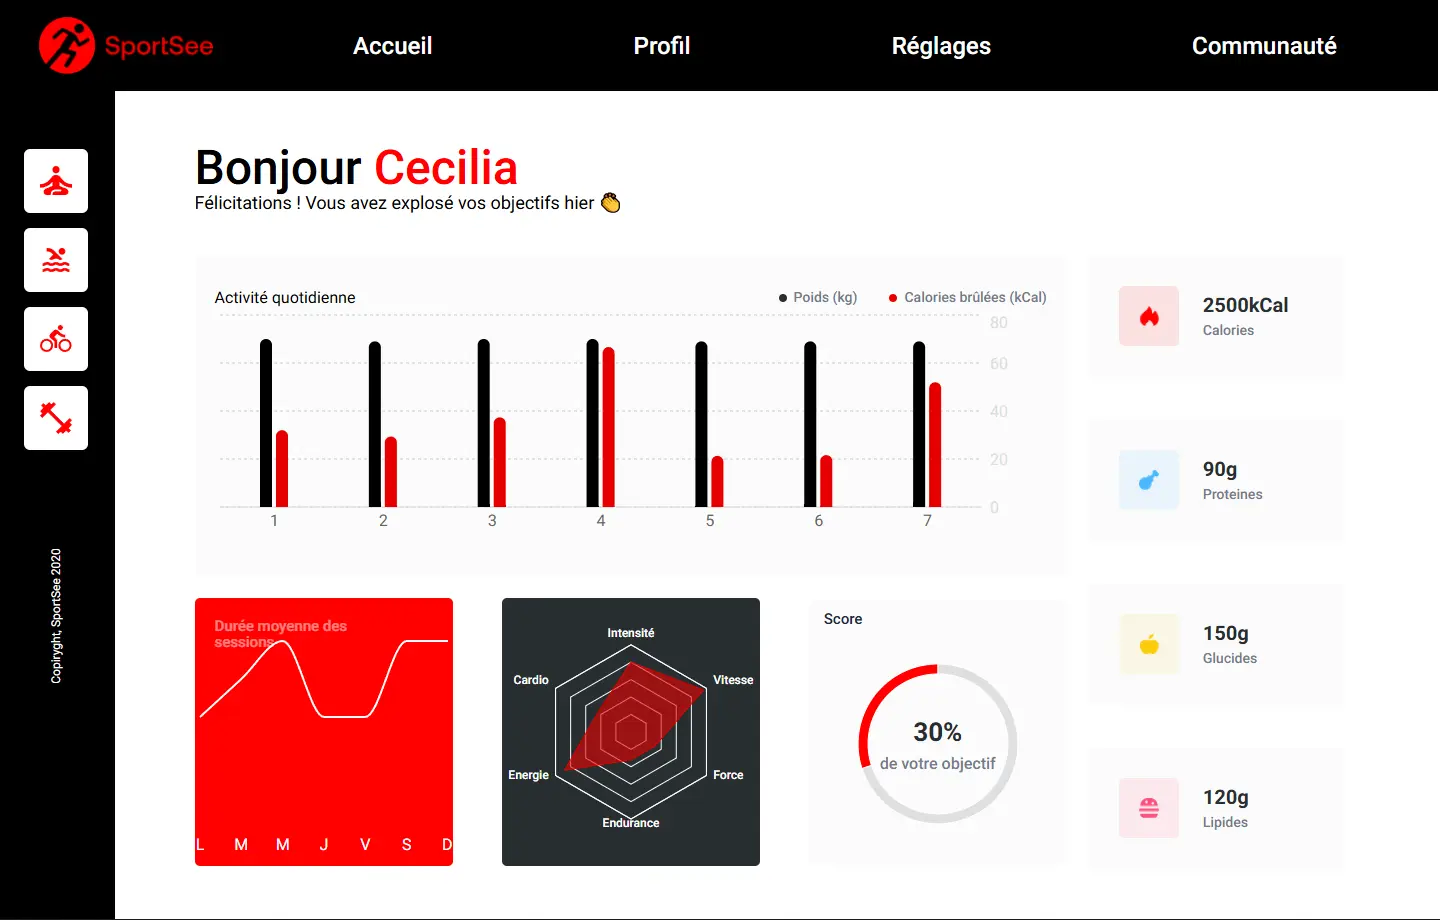 SportSee
Accueil
Profil
Réglages
Communauté
Bonjour Cecilia
Félicitations ! Vous avez explosé vos objectifs hier 👏
Activité quotidienne
Poids (kg)
Calories brûlées (kCal)
80
60
40
20
0
1 2 3 4 5 6 7
2500kCal
Calories
90g
Proteines
150g
Glucides
120g
Lipides
Copiryght, SportSee 2020
Durée moyenne des
sessions
L M M J V S D
Intensité
Vitesse
Force
Endurance
Energie
Cardio
Score
30%
de votre objectif